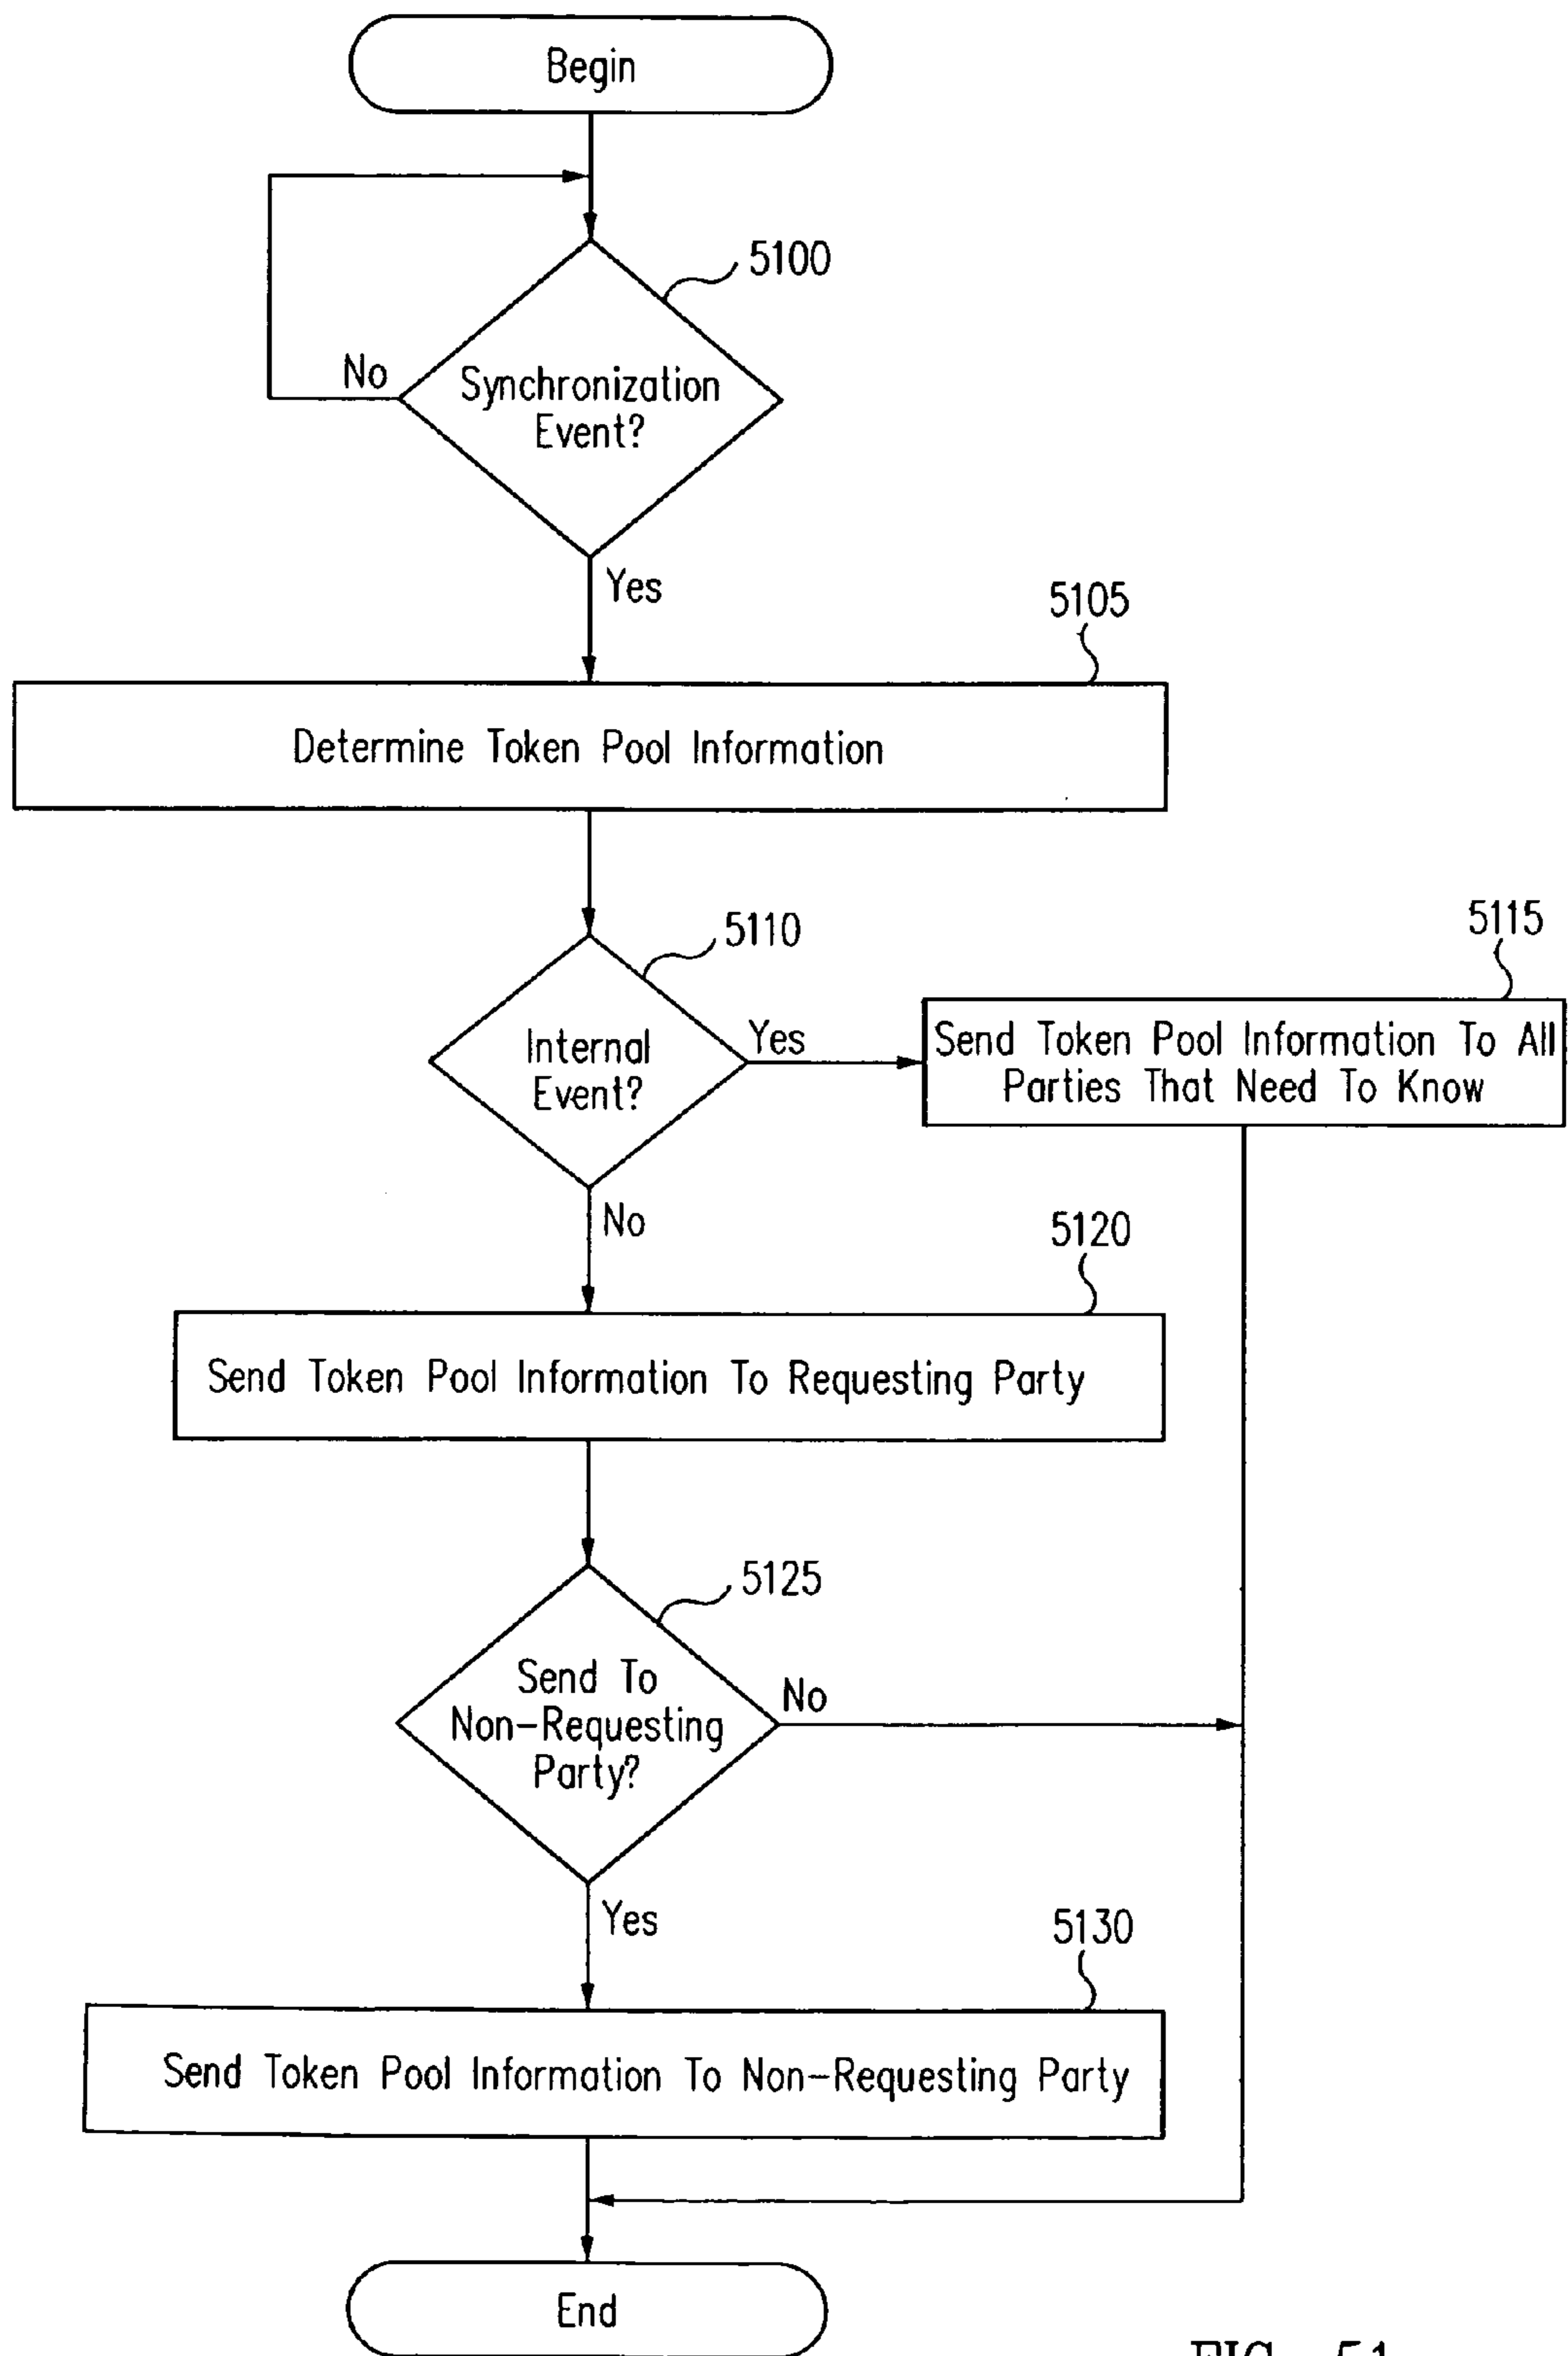 Begin
5100
No
Synchronization
Event?
Yes
5105
Determine Token Pool Information
5110
5115
Internal
Event?
Yes
Send Token Pool Information To All
Parties That Need To Know
No
5120
Send Token Pool Information To Requesting Party
5125
Send To
Non-Requesting
Party?
No
Yes
5130
Send Token Pool Information To Non-Requesting Party
End
FIG. 51